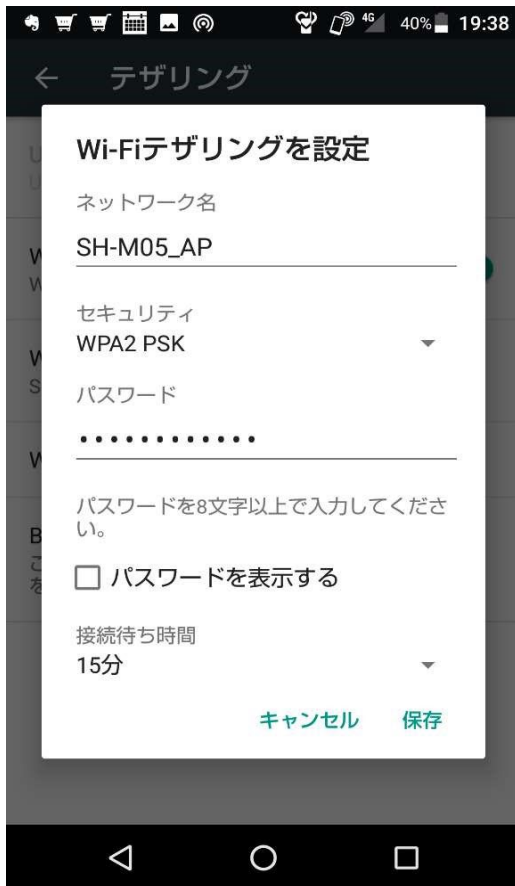 4G 40% 19:38
テザリング
Wi-Fiテザリングを設定
ネットワーク名
SH-M05_AP
セキュリティ
WPA2 PSK
パスワード
••••••••••••
パスワードを8文字以上で入力してくださ
い。
パスワードを表示する
接続待ち時間
15分
キャンセル 保存